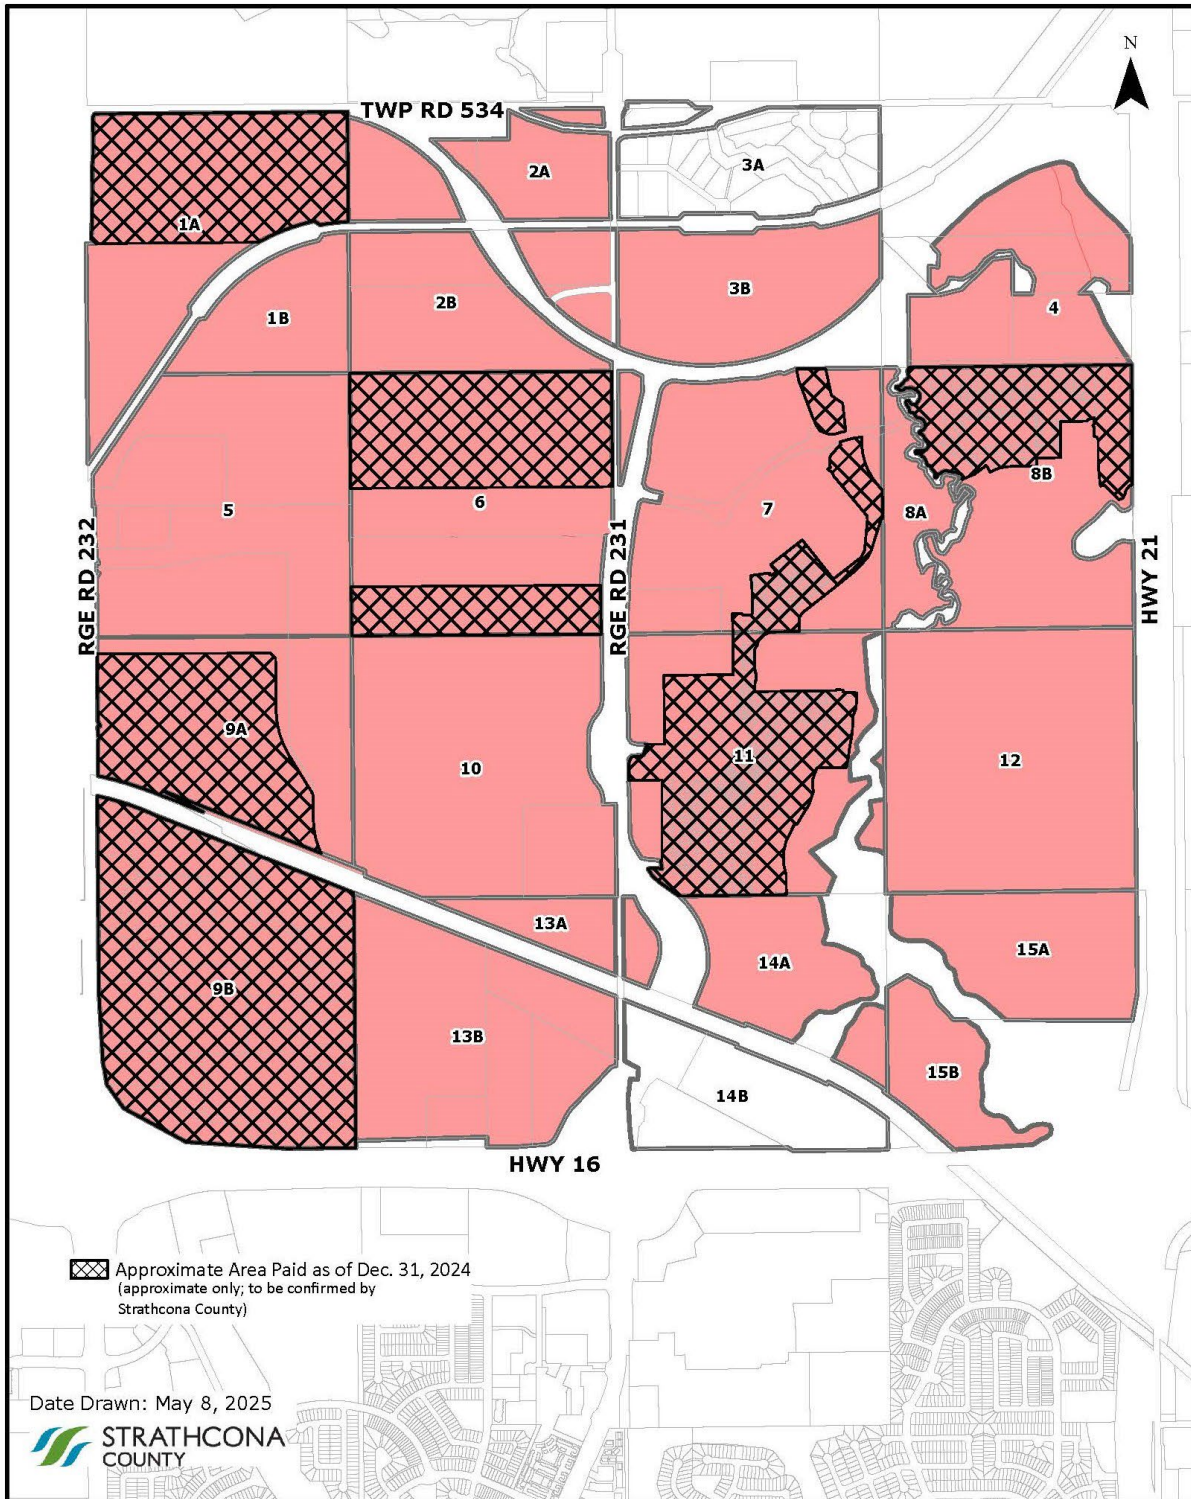 N
TWP RD 534
3A
2A
1A
3B
2B
4
1B
8B
6
7
5
8A
RGE RD 232
RGE RD 231
HWY 21
9A
11
12
10
13A
15A
14A
9B
13B
15B
14B
HWY 16
Approximate Area Paid as of Dec. 31, 2024
(approximate only; to be confirmed by
Strathcona County)
Date Drawn: May 8, 2025
STRATHCONA
COUNTY